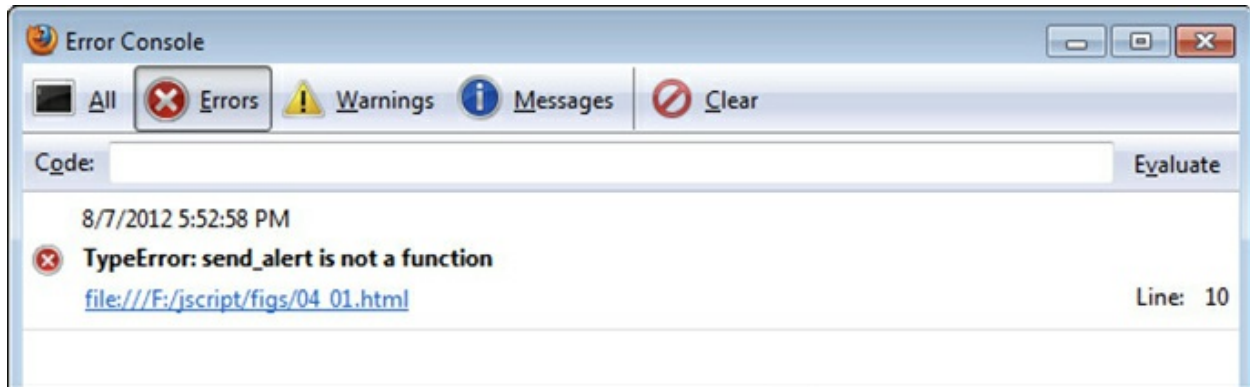 Error Console
All Errors Warnings Messages Clear
Code: Evaluate
8/7/2012 5:52:58 PM
TypeError: send_alert is not a function
file:///F:/jscript/figs/04_01.html Line: 10